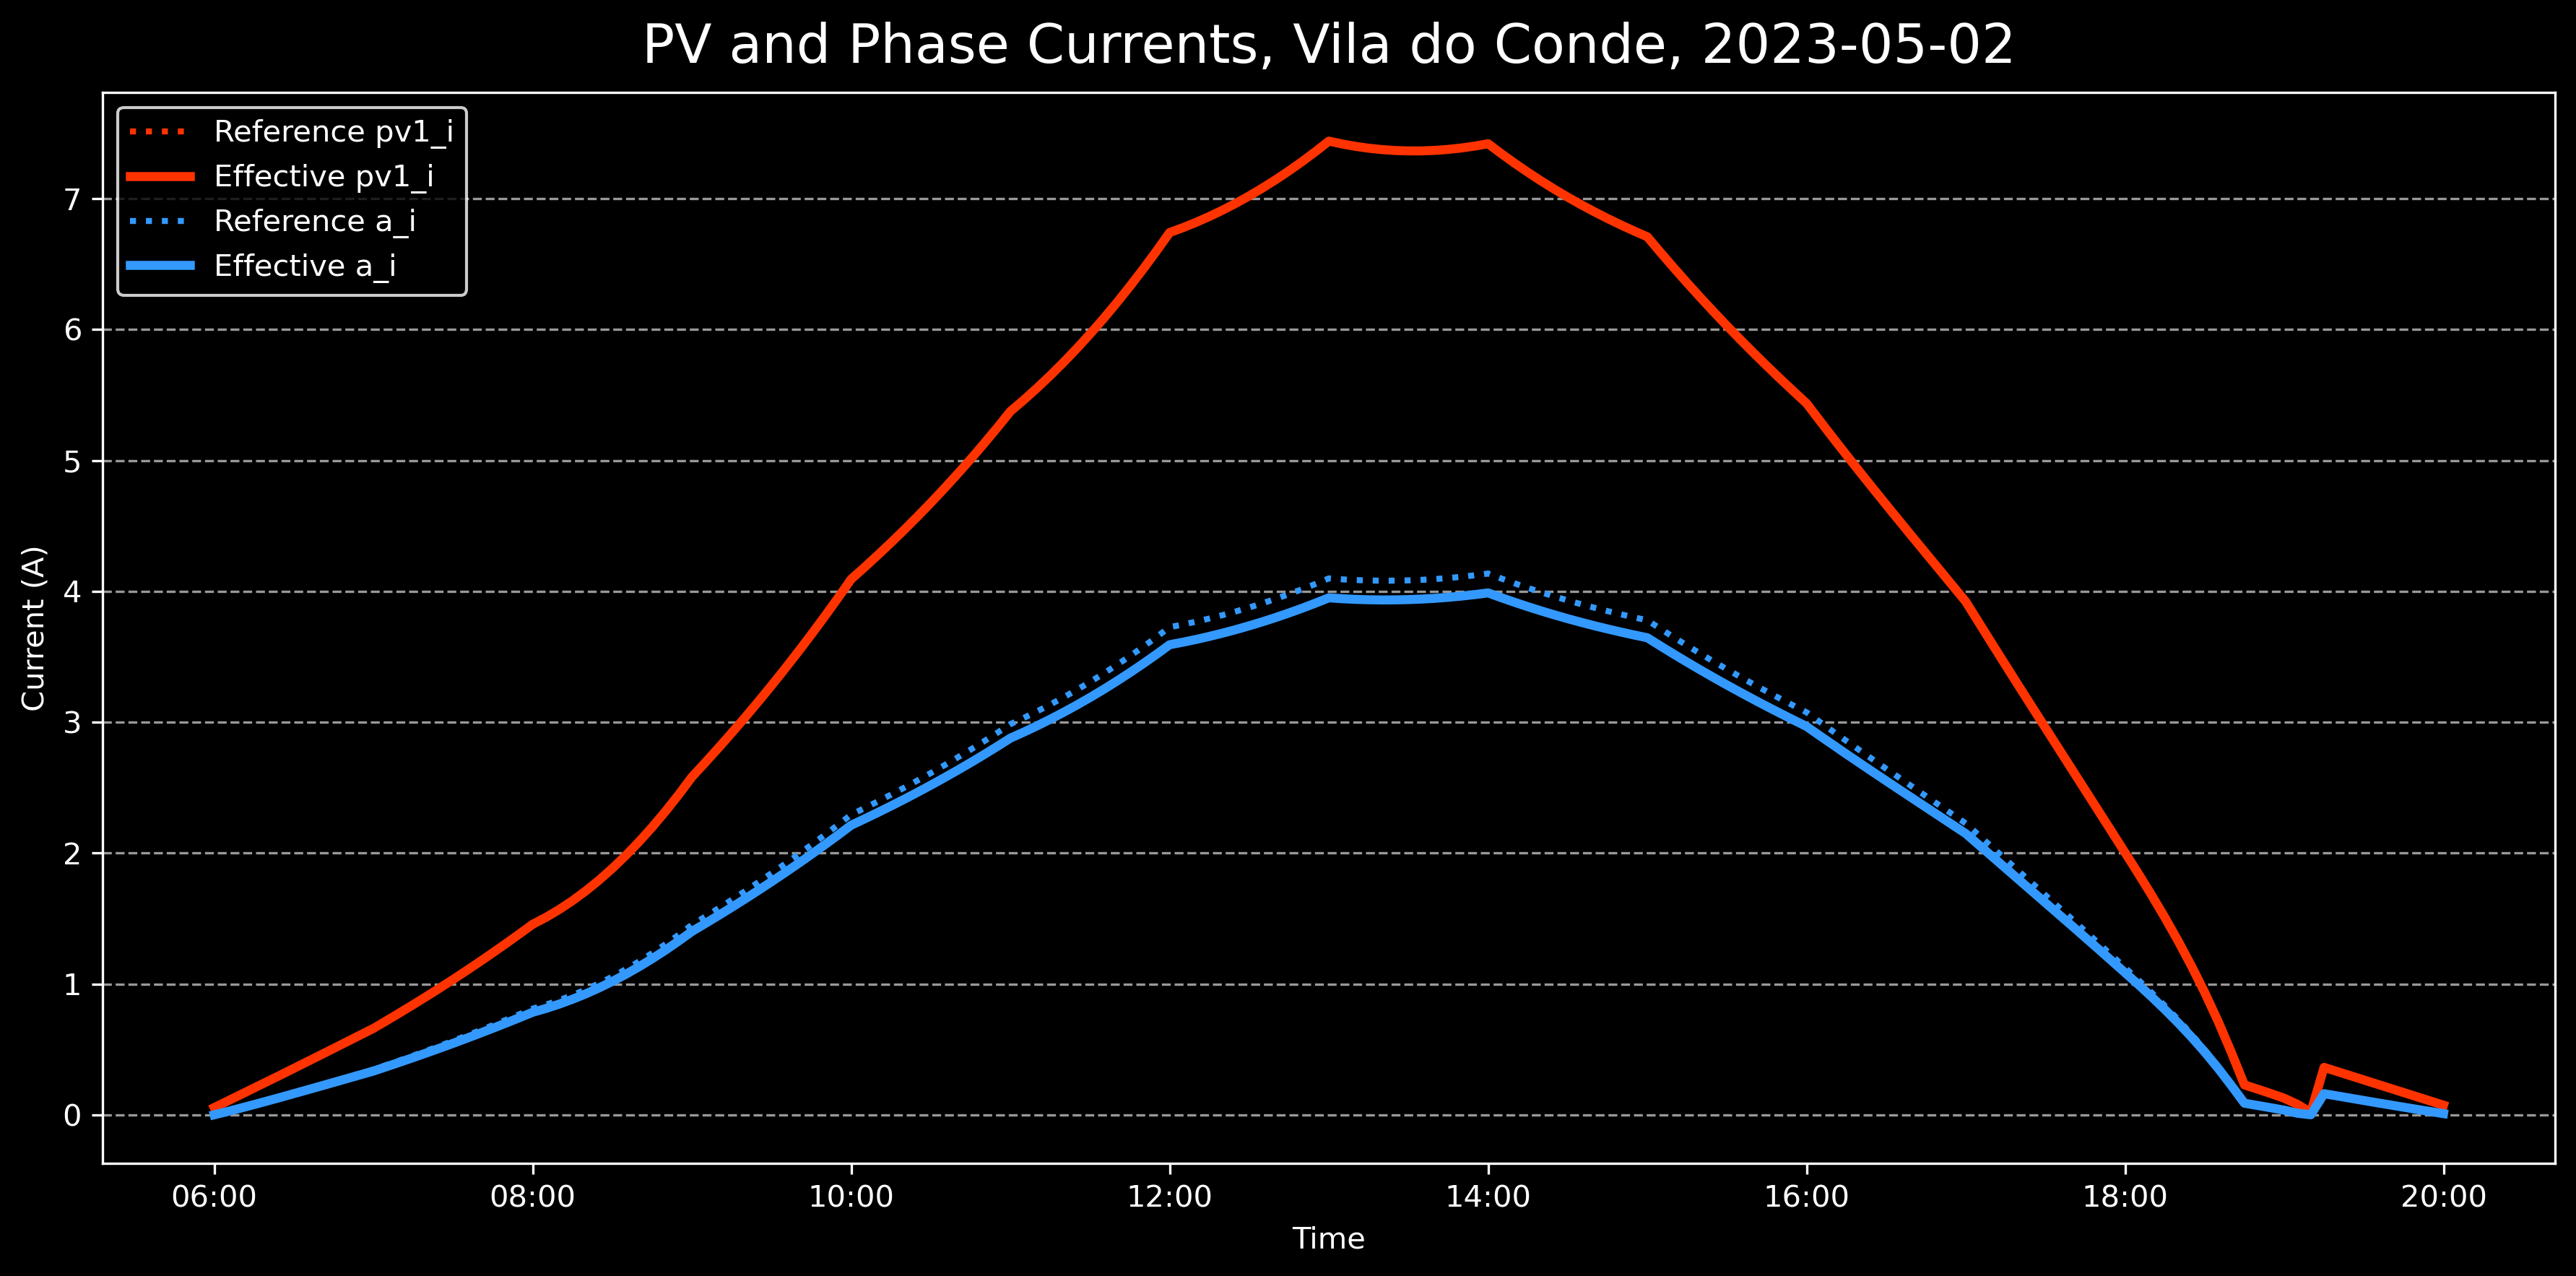 PV and Phase Currents, Vila do Conde, 2023-05-02
Reference pv1_i
Effective pv1_i
Reference a_i
Effective a_i
Current (A)
7
6
5
4
3
2
1
0
06:00 08:00 10:00 12:00 14:00 16:00 18:00 20:00
Time